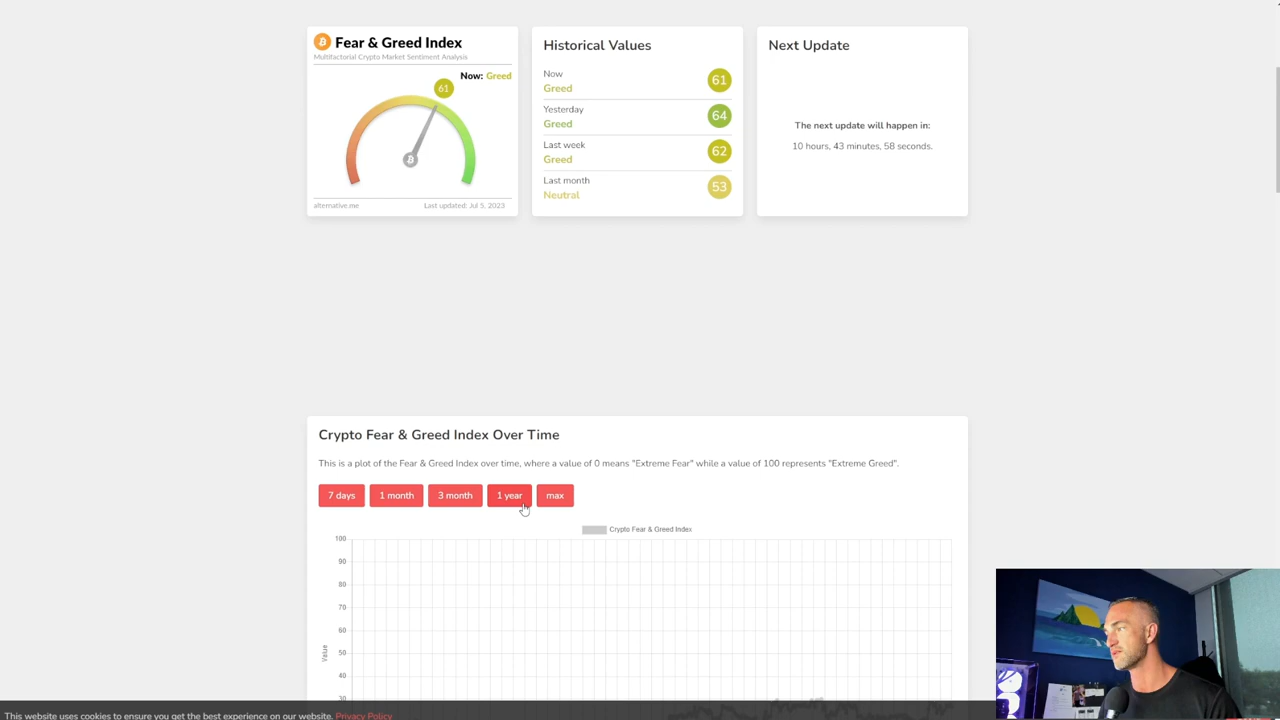 Fear & Greed Index
Multifactorial Crypto Market Sentiment Analysis
Now: Greed
61
alternative.me
Last updated: Jul 5, 2023
Historical Values
Now
Greed
61
Yesterday
Greed
64
Last week
Greed
62
Last month
Neutral
53
Next Update
The next update will happen in:
10 hours, 43 minutes, 58 seconds.
Crypto Fear & Greed Index Over Time
This is a plot of the Fear & Greed Index over time, where a value of 0 means "Extreme Fear" while a value of 100 represents "Extreme Greed".
7 days
1 month
3 month
1 year
max
Crypto Fear & Greed Index
100
90
80
70
60
50
40
30
Value
This website uses cookies to ensure you get the best experience on our website. Privacy Policy